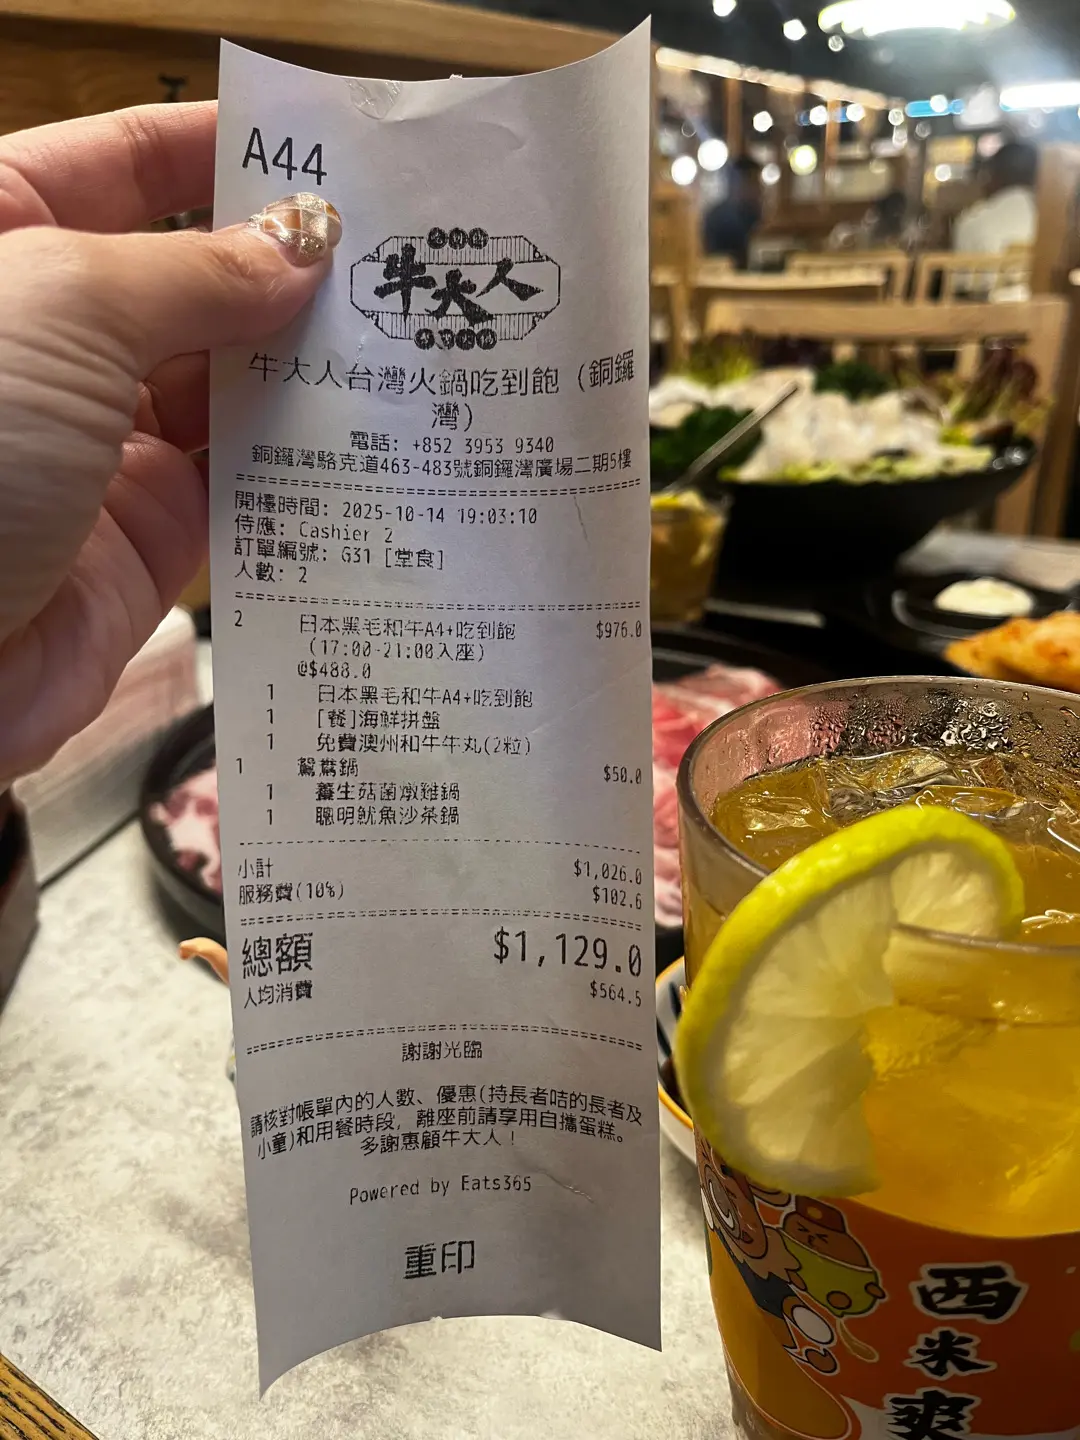 A44
牛大人
牛大人台灣火鍋吃到飽 (銅鑼
灣)
電話: +852 3953 9340
銅鑼灣駱克道463-483號銅鑼灣廣場二期5樓
開檯時間: 2025-10-14 19:03:10
侍應: Cashier 2
訂單編號: G31 [堂食]
人數: 2
2 日本黑毛和牛A4+吃到飽 $976.0
(17:00-21:00入座)
@$488.0
1 日本黑毛和牛A4+吃到飽
1 [餐]海鮮拼盤
1 免費澳州和牛牛丸(2粒)
1 鴛鴦鍋 $50.0
1 養生菇菌燉雞鍋
1 聰明魷魚沙茶鍋
小計 $1,026.0
服務費(10%) $102.6
總額 $1,129.0
人均消費 $564.5
謝謝光臨
請核對帳單內的人數、優惠(持長者咭的長者及
小童)和用餐時段, 離座前請享用自攜蛋糕。
多謝惠顧牛大人！
Powered by Eats365
重印
西
米
爽